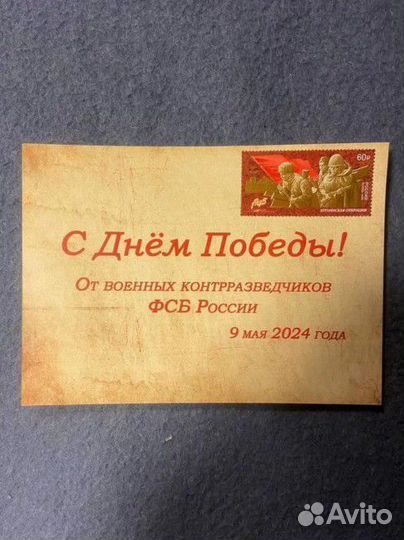 60₽
С Днём Победы!
От военных контрразведчиков
ФСБ России
9 мая 2024 года
Avito